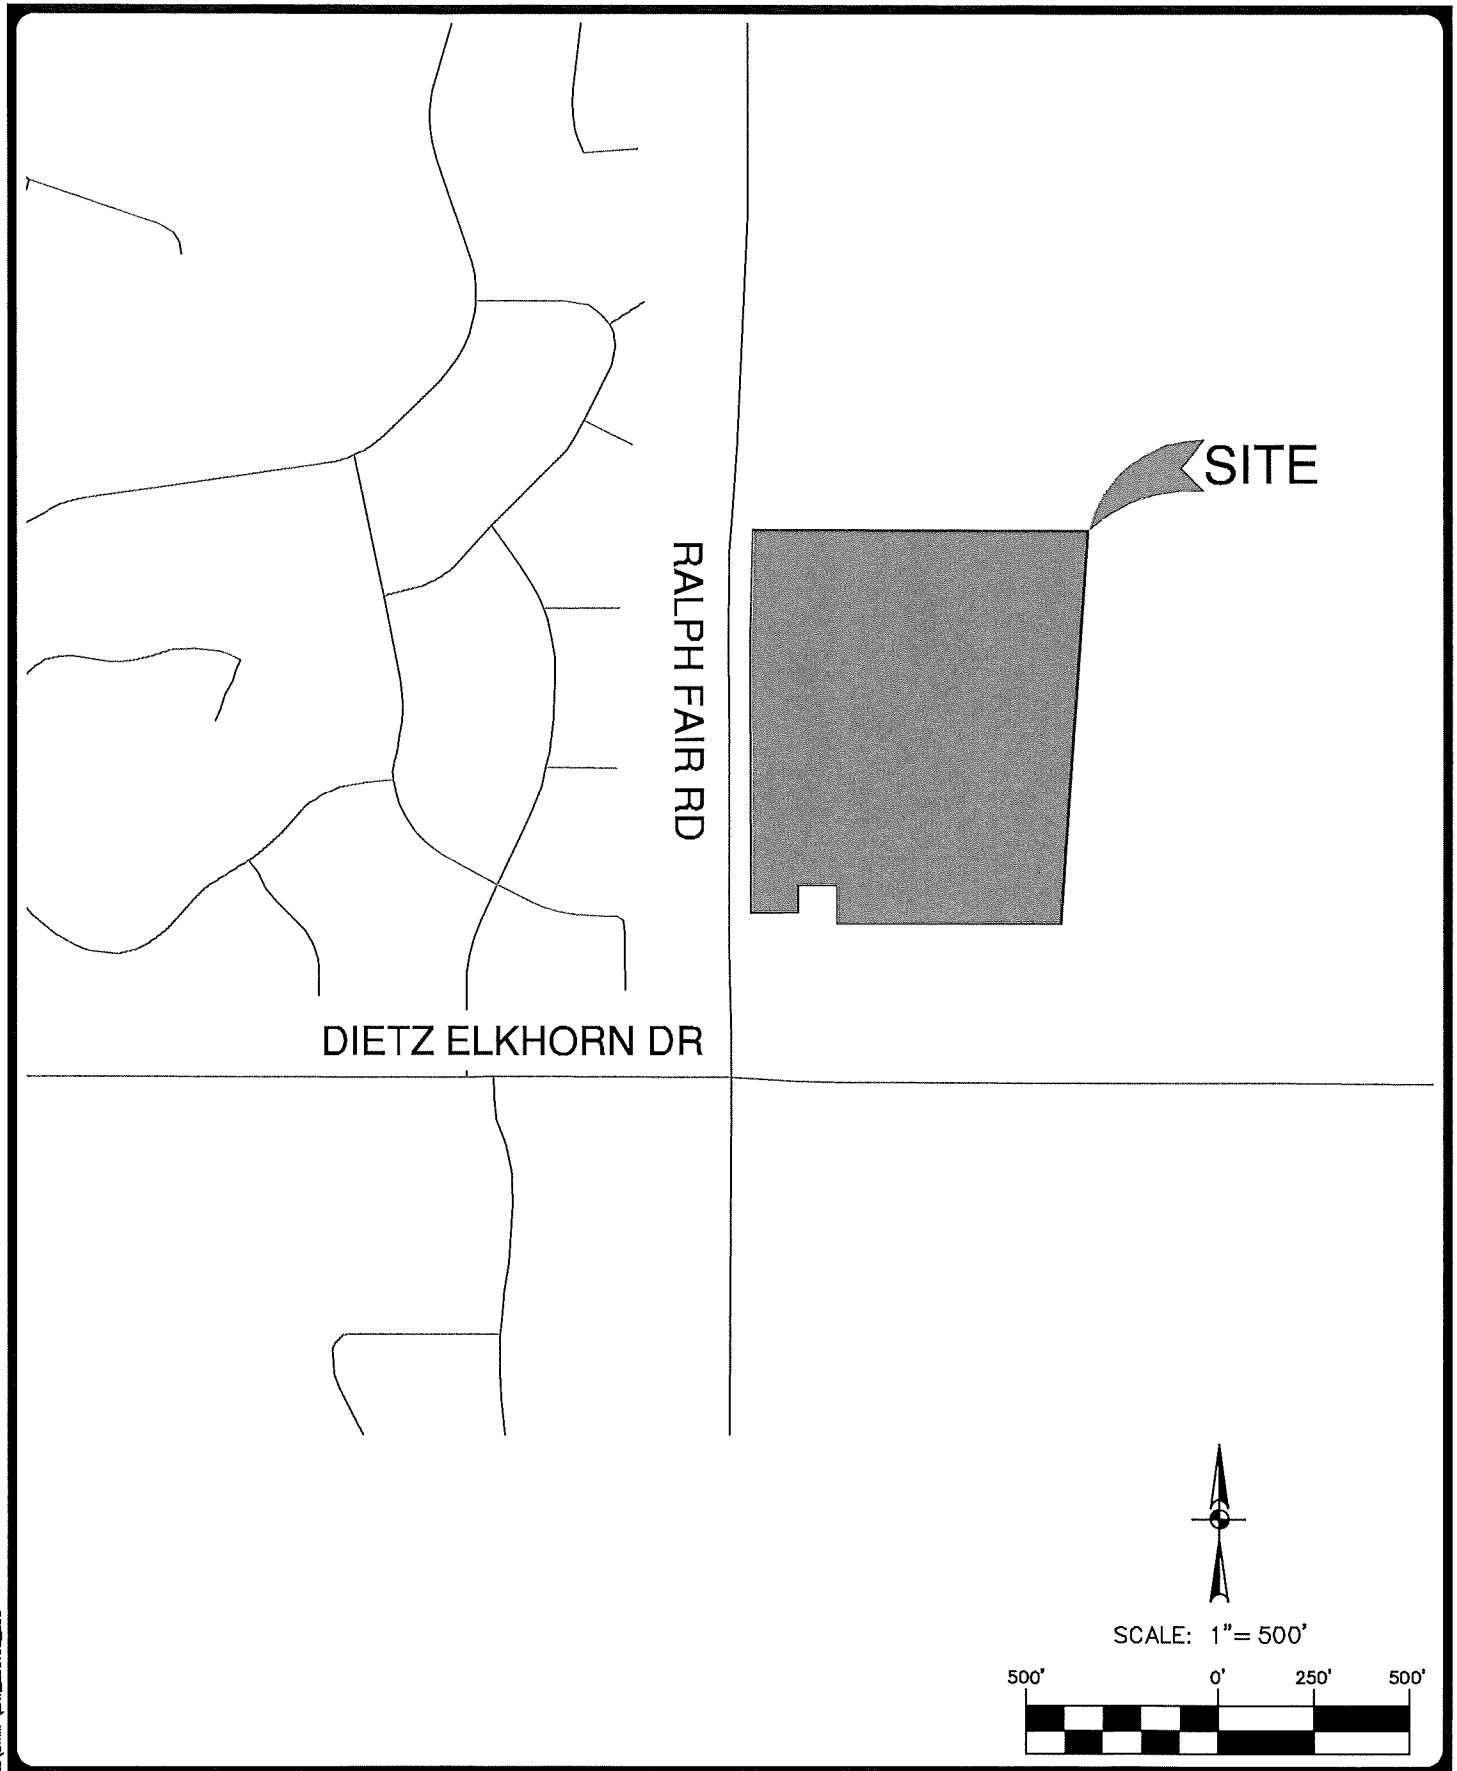 SITE
RALPH FAIR RD
DIETZ ELKHORN DR
SCALE: 1"= 500'
500' 0' 250' 500'